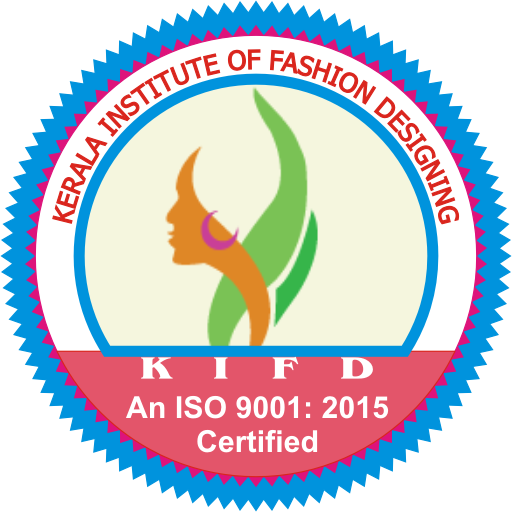 KERALA INSTITUTE OF FASHION DESIGNING
K I F D
An ISO 9001: 2015
Certified